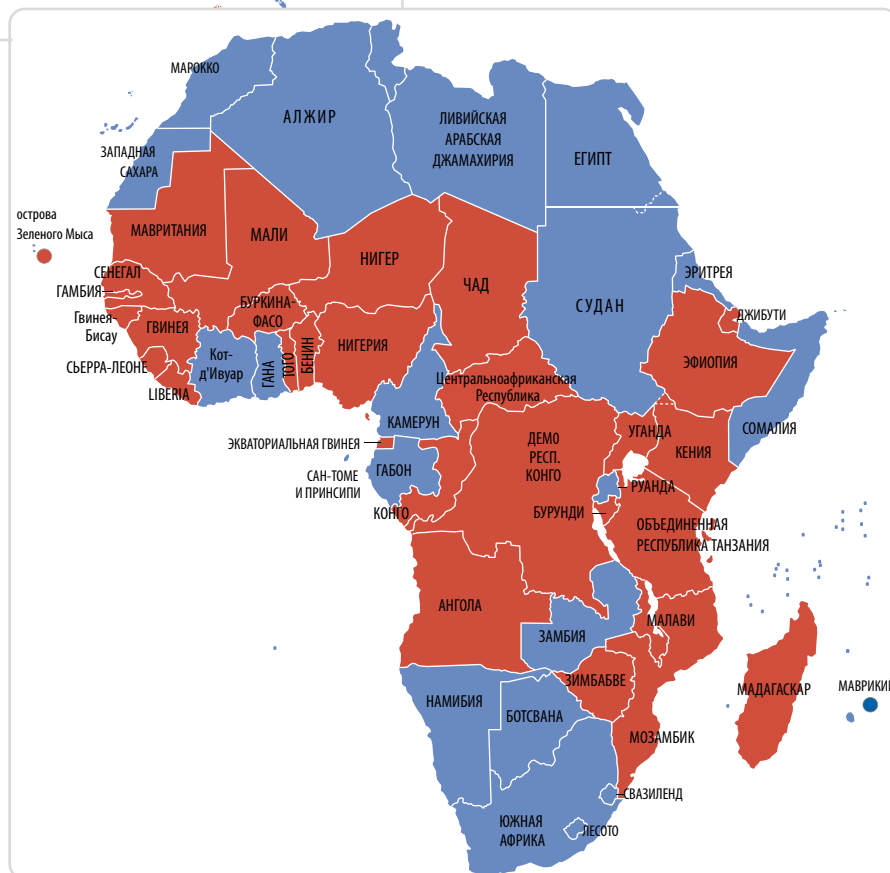 МАРОККО
АЛЖИР
ЛИВИЙСКАЯ
АРАБСКАЯ
ДЖАМАХИРИЯ
ЕГИПТ
ЗАПАДНАЯ
САХАРА
острова
Зеленого Мыса
МАВРИТАНИЯ
МАЛИ
НИГЕР
ЧАД
СУДАН
ЭРИТРЕЯ
СЕНЕГАЛ
ГАМБИЯ
Гвинея-
Бисау
ГВИНЕЯ
БУРКИНА-
ФАСО
СЬЕРРА-ЛЕОНЕ
LIBERIA
Кот-
д'Ивуар
ГАНА
ТОГО
БЕНИН
НИГЕРИЯ
ДЖИБУТИ
ЭФИОПИЯ
Центральноафриканская
Республика
КАМЕРУН
СОМАЛИЯ
ЭКВАТОРИАЛЬНАЯ ГВИНЕЯ
САН-ТОМЕ
И ПРИНСИПИ
ГАБОН
КОНГО
ДЕМО
РЕСП.
КОНГО
УГАНДА
КЕНИЯ
РУАНДА
БУРУНДИ
ОБЪЕДИНЕННАЯ
РЕСПУБЛИКА ТАНЗАНИЯ
АНГОЛА
ЗАМБИЯ
МАЛАВИ
ЗИМБАБВЕ
МОЗАМБИК
МАДАГАСКАР
МАВРИКИЙ
НАМИБИЯ
БОТСВАНА
СВАЗИЛЕНД
ЮЖНАЯ
АФРИКА
ЛЕСОТО